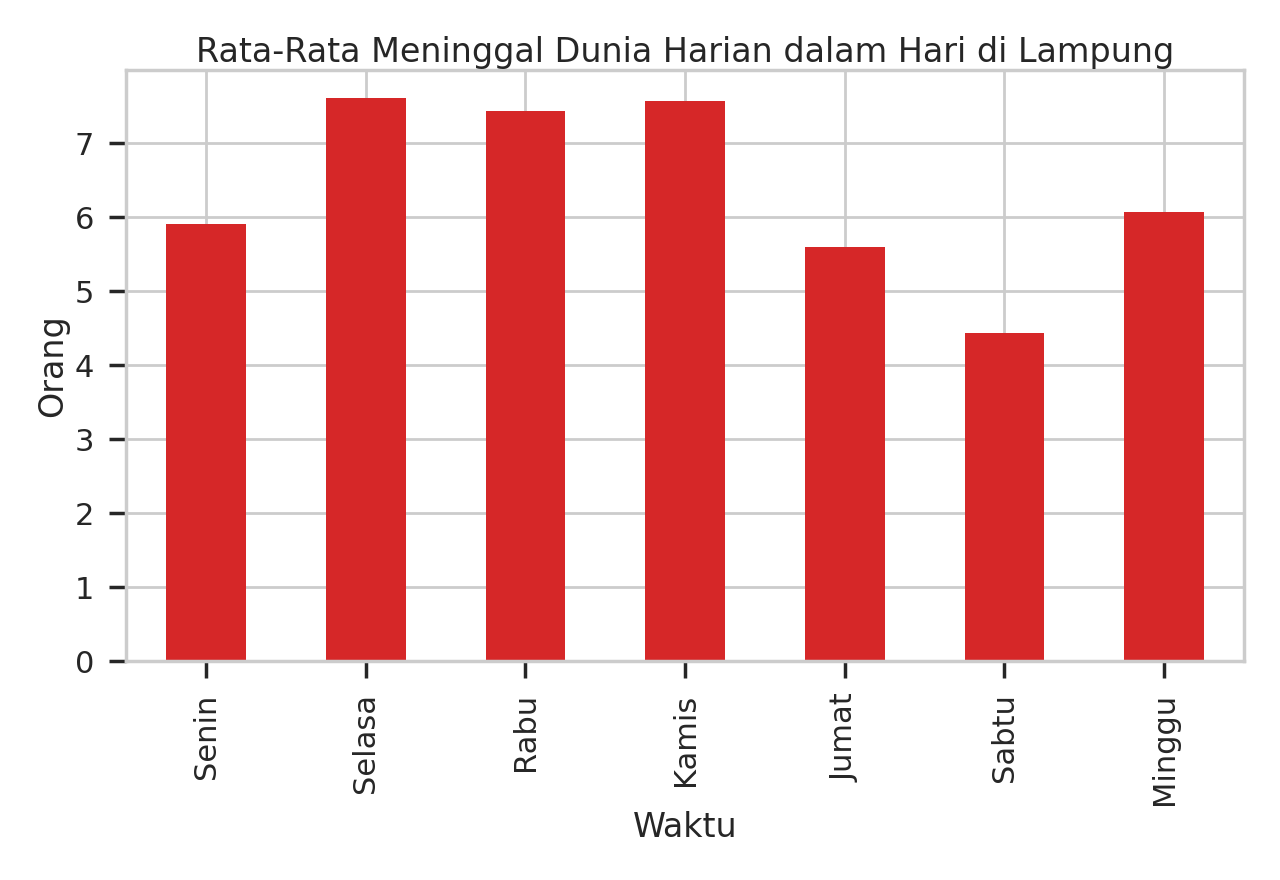 Rata-Rata Meninggal Dunia Harian dalam Hari di Lampung
7
6
5
4
3
2
1
0
Orang
Senin
Selasa
Rabu
Kamis
Jumat
Sabtu
Minggu
Waktu